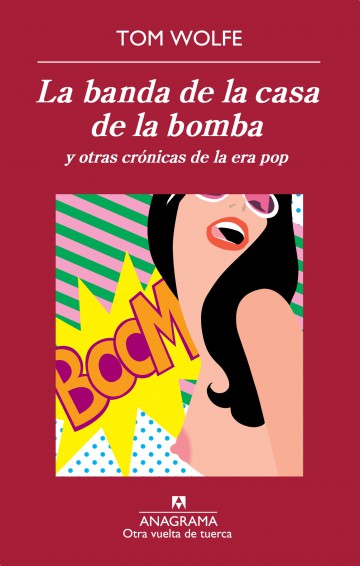 TOM WOLFE
La banda de la casa
de la bomba
y otras crónicas de la era pop
BOOM
ANAGRAMA
Otra vuelta de tuerca